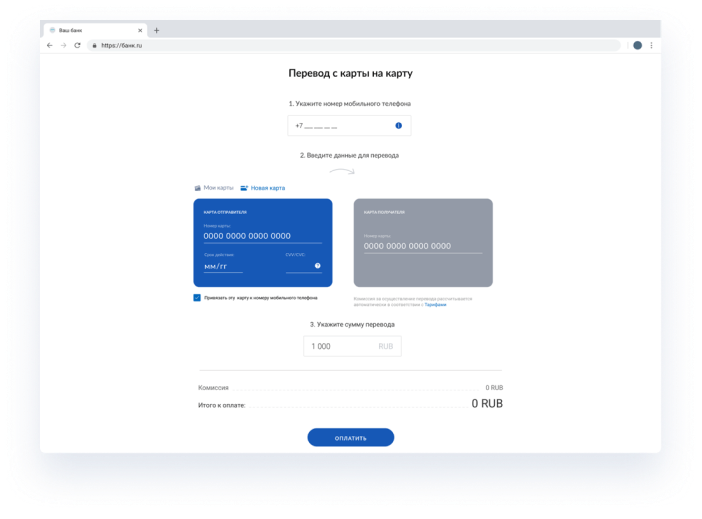 Ваш банк
https://банк.ru
Перевод с карты на карту
1. Укажите номер мобильного телефона
+7 ___ ___ __ __
2. Введите данные для перевода
Мои карты Новая карта
КАРТА ОТПРАВИТЕЛЯ
Номер карты:
0000 0000 0000 0000
Срок действия
CVV/CVC:
мм/гг
КАРТА ПОЛУЧАТЕЛЯ
Номер карты:
0000 0000 0000 0000
Привязать эту карту к номеру мобильного телефона
Комиссия за осуществление перевода рассчитывается
автоматически в соответствии с Тарифами
3. Укажите сумму перевода
1 000 RUB
Комиссия 0 RUB
Итого к оплате: 0 RUB
ОПЛАТИТЬ